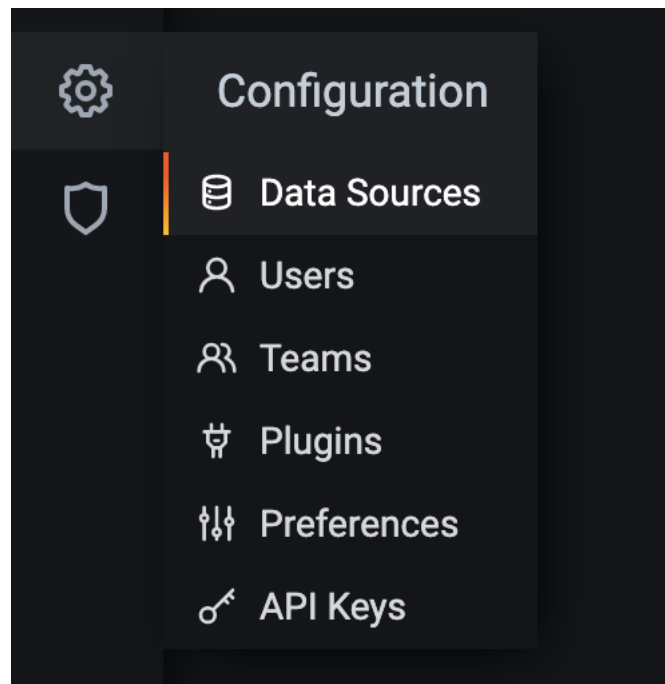 Configuration
Data Sources
Users
Teams
Plugins
Preferences
API Keys